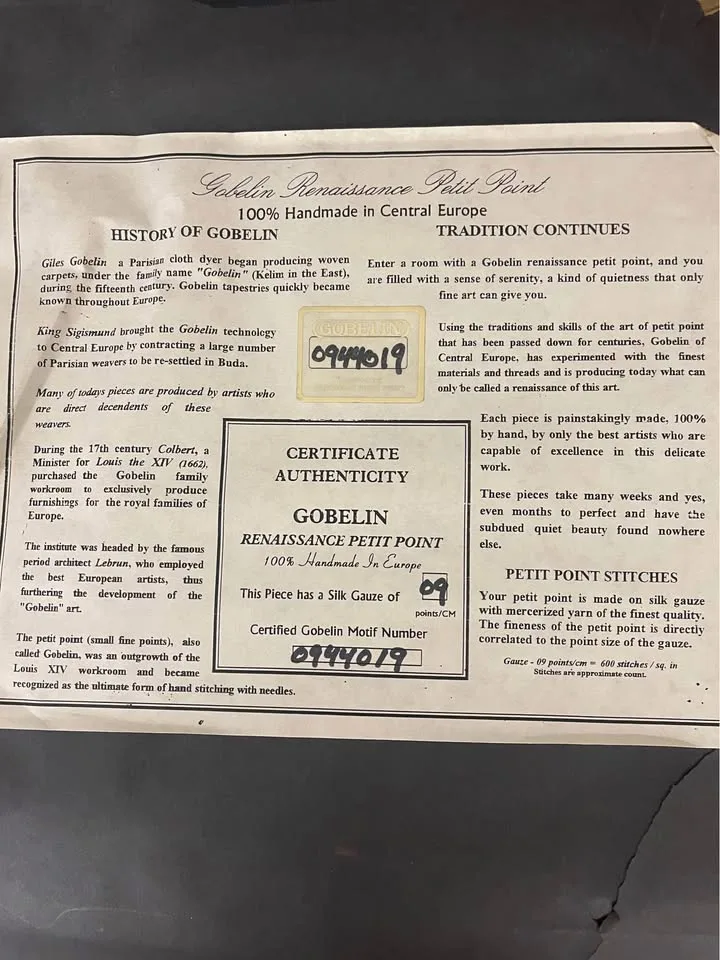 Gobelin Renaissance Petit Point
100% Handmade in Central Europe
HISTORY OF GOBELIN
Giles Gobelin a Parisian cloth dyer began producing woven
carpets, under the family name "Gobelin" (Kelim in the East),
during the fifteenth century. Gobelin tapestries quickly became
known throughout Europe.
King Sigismund brought the Gobelin technology
to Central Europe by contracting a large number
of Parisian weavers to be re-settled in Buda.
Many of todays pieces are produced by artists who
are direct decendents of these
weavers.
During the 17th century Colbert, a
Minister for Louis the XIV (1662),
purchased the Gobelin family
workroom to exclusively produce
furnishings for the royal families of
Europe.
The institute was headed by the famous
period architect Lebrun, who employed
the best European artists, thus
furthering the development of the
"Gobelin" art.
The petit point (small fine points), also
called Gobelin, was an outgrowth of the
Louis XIV workroom and became
recognized as the ultimate form of hand stitching with needles.
GOBELIN
0944019
CERTIFICATE
AUTHENTICITY
GOBELIN
RENAISSANCE PETIT POINT
100% Handmade In Europe
This Piece has a Silk Gauze of 09
points/CM
Certified Gobelin Motif Number
0944019
TRADITION CONTINUES
Enter a room with a Gobelin renaissance petit point, and you
are filled with a sense of serenity, a kind of quietness that only
fine art can give you.
Using the traditions and skills of the art of petit point
that has been passed down for centuries, Gobelin of
Central Europe, has experimented with the finest
materials and threads and is producing today what can
only be called a renaissance of this art.
Each piece is painstakingly made, 100%
by hand, by only the best artists who are
capable of excellence in this delicate
work.
These pieces take many weeks and yes,
even months to perfect and have the
subdued quiet beauty found nowhere
else.
PETIT POINT STITCHES
Your petit point is made on silk gauze
with mercerized yarn of the finest quality.
The fineness of the petit point is directly
correlated to the point size of the gauze.
Gauze - 09 points/cm = 600 stitches / sq. in
Stitches are approximate count.